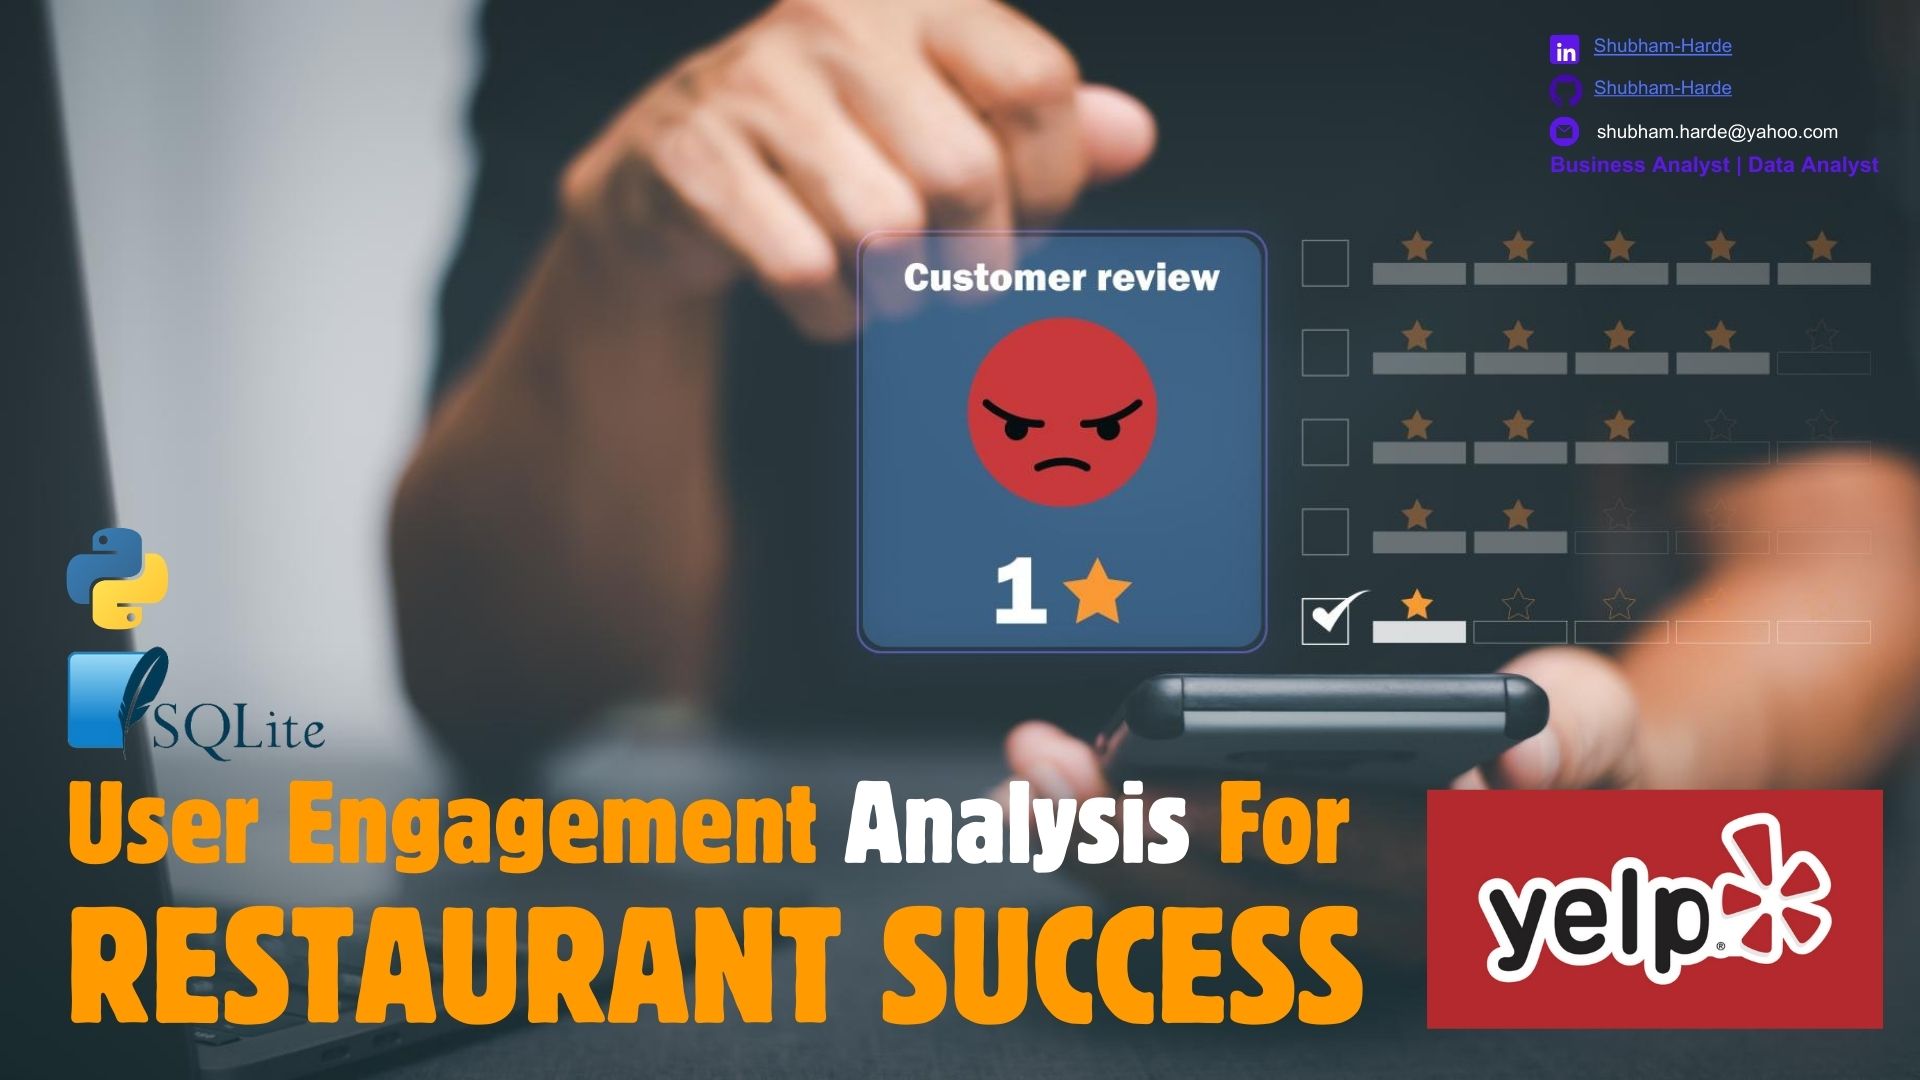 in Shubham-Harde
Shubham-Harde
shubham.harde@yahoo.com
Business Analyst | Data Analyst
Customer review
1
SQLite
User Engagement Analysis For
RESTAURANT SUCCESS
yelp®